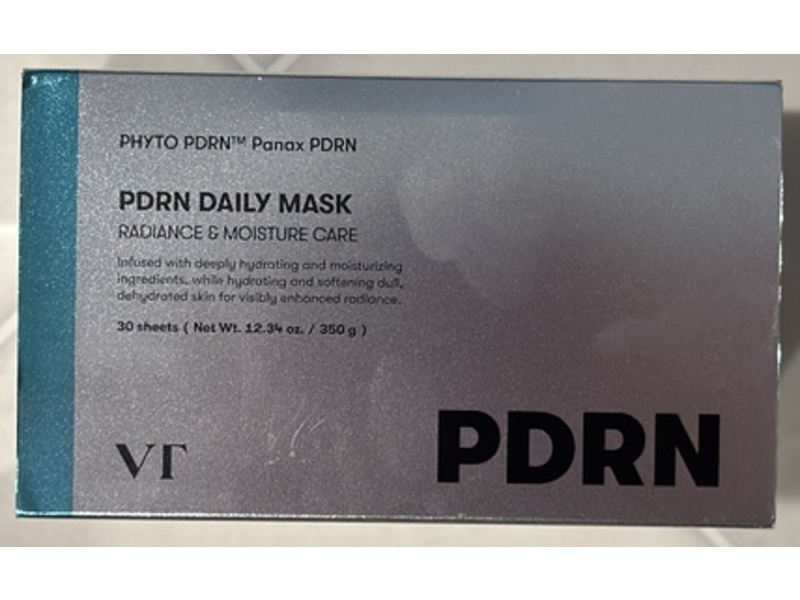 PHYTO PDRN™ Panax PDRN
PDRN DAILY MASK
RADIANCE & MOISTURE CARE
Infused with deeply hydrating and moisturizing
ingredients, while hydrating and softening dull,
dehydrated skin for visibly enhanced radiance.
30 sheets ( Net Wt. 12.34 oz. / 350 g )
VT
PDRN